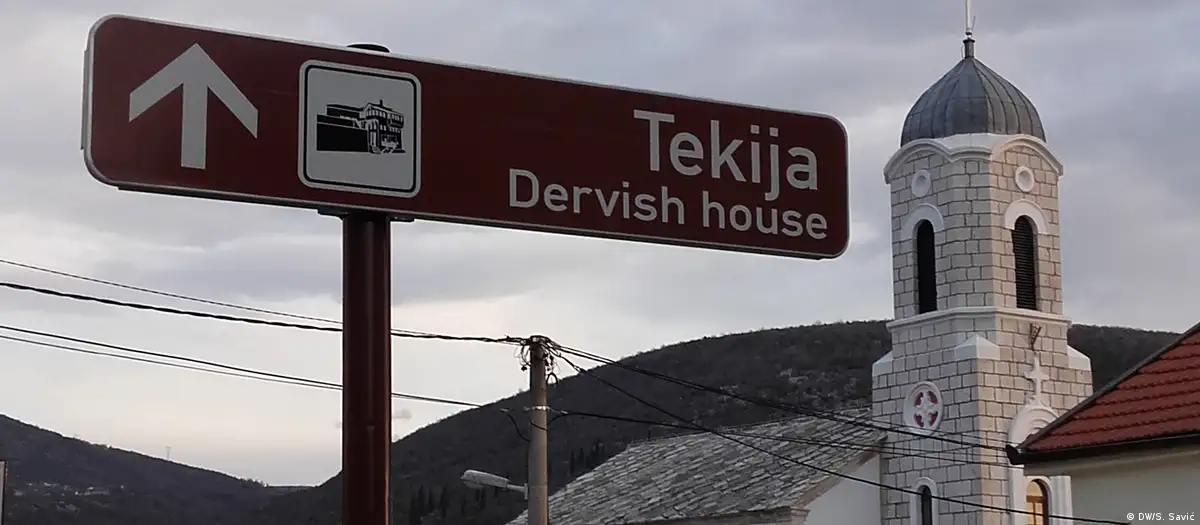 Tekija
Dervish house
© DW/S. Savić